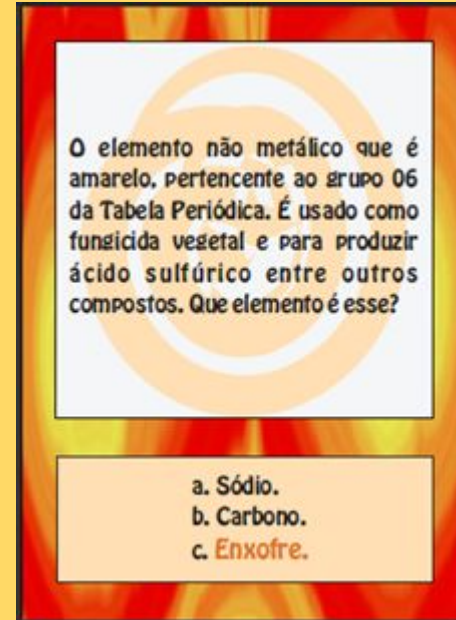 O elemento não metálico que é
amarelo, pertencente ao grupo 06
da Tabela Periódica. É usado como
fungicida vegetal e para produzir
ácido sulfúrico entre outros
compostos. Que elemento é esse?
a. Sódio.
b. Carbono.
c. Enxofre.